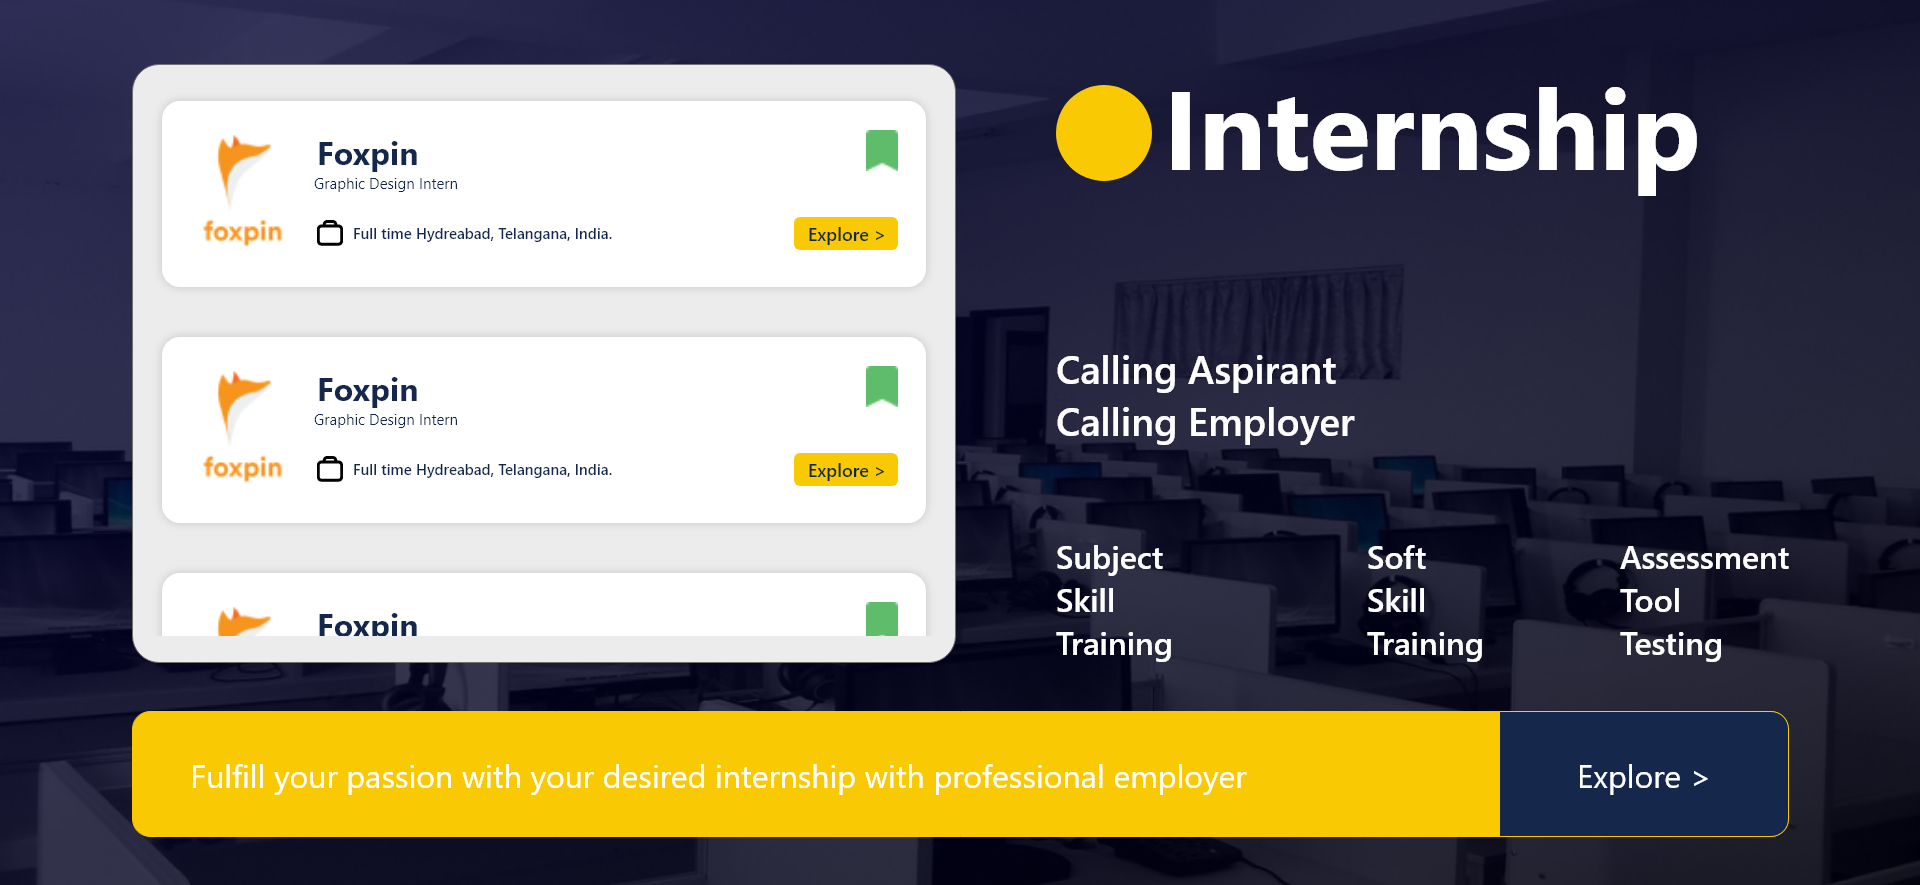 foxpin
Foxpin
Graphic Design Intern
Full time Hydreabad, Telangana, India.
Explore >
foxpin
Foxpin
Graphic Design Intern
Full time Hydreabad, Telangana, India.
Explore >
Foxpin
Internship
Calling Aspirant
Calling Employer
Subject
Skill
Training
Soft
Skill
Training
Assessment
Tool
Testing
Fulfill your passion with your desired internship with professional employer
Explore >